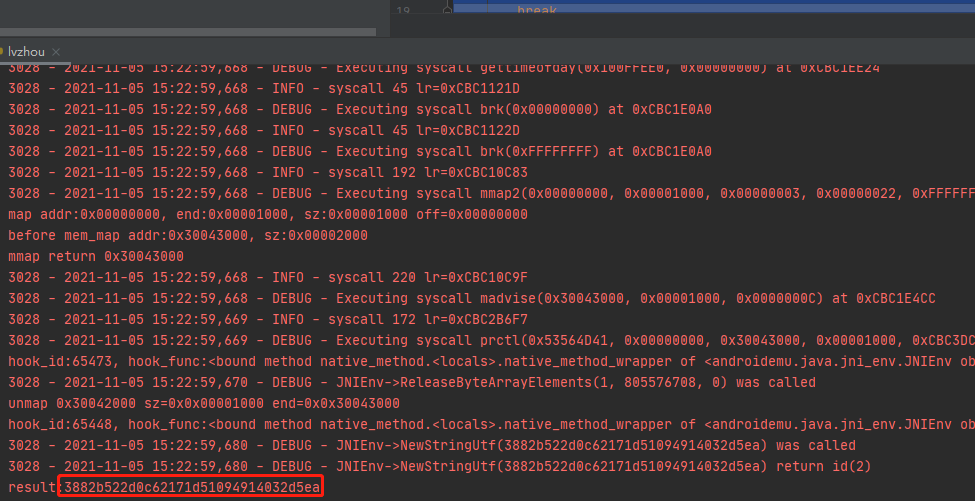 19
break
lvzhou ×
3028 - 2021-11-05 15:22:59,668 - DEBUG - Executing syscall gettimeofday(0x100FFEE0, 0x00000000) at 0xCBC1EE24
3028 - 2021-11-05 15:22:59,668 - INFO - syscall 45 lr=0xCBC1121D
3028 - 2021-11-05 15:22:59,668 - DEBUG - Executing syscall brk(0x00000000) at 0xCBC1E0A0
3028 - 2021-11-05 15:22:59,668 - INFO - syscall 45 lr=0xCBC1122D
3028 - 2021-11-05 15:22:59,668 - DEBUG - Executing syscall brk(0xFFFFFFFF) at 0xCBC1E0A0
3028 - 2021-11-05 15:22:59,668 - INFO - syscall 192 lr=0xCBC10C83
3028 - 2021-11-05 15:22:59,668 - DEBUG - Executing syscall mmap2(0x00000000, 0x00001000, 0x00000003, 0x00000022, 0xFFFFFF
map addr:0x00000000, end:0x00001000, sz:0x00001000 off=0x00000000
before mem_map addr:0x30043000, sz:0x00002000
mmap return 0x30043000
3028 - 2021-11-05 15:22:59,668 - INFO - syscall 220 lr=0xCBC10C9F
3028 - 2021-11-05 15:22:59,668 - DEBUG - Executing syscall madvise(0x30043000, 0x00001000, 0x0000000C) at 0xCBC1E4CC
3028 - 2021-11-05 15:22:59,669 - INFO - syscall 172 lr=0xCBC2B6F7
3028 - 2021-11-05 15:22:59,669 - DEBUG - Executing syscall prctl(0x53564D41, 0x00000000, 0x30043000, 0x00001000, 0xCBC3DC
hook_id:65473, hook_func:<bound method native_method.<locals>.native_method_wrapper of <androidemu.java.jni_env.JNIEnv ob
3028 - 2021-11-05 15:22:59,670 - DEBUG - JNIEnv->ReleaseByteArrayElements(1, 805576708, 0) was called
unmap 0x30042000 sz=0x0x00001000 end=0x0x30043000
hook_id:65448, hook_func:<bound method native_method.<locals>.native_method_wrapper of <androidemu.java.jni_env.JNIEnv ob
3028 - 2021-11-05 15:22:59,680 - DEBUG - JNIEnv->NewStringUtf(3882b522d0c62171d51094914032d5ea) was called
3028 - 2021-11-05 15:22:59,680 - DEBUG - JNIEnv->NewStringUtf(3882b522d0c62171d51094914032d5ea) return id(2)
result:3882b522d0c62171d51094914032d5ea